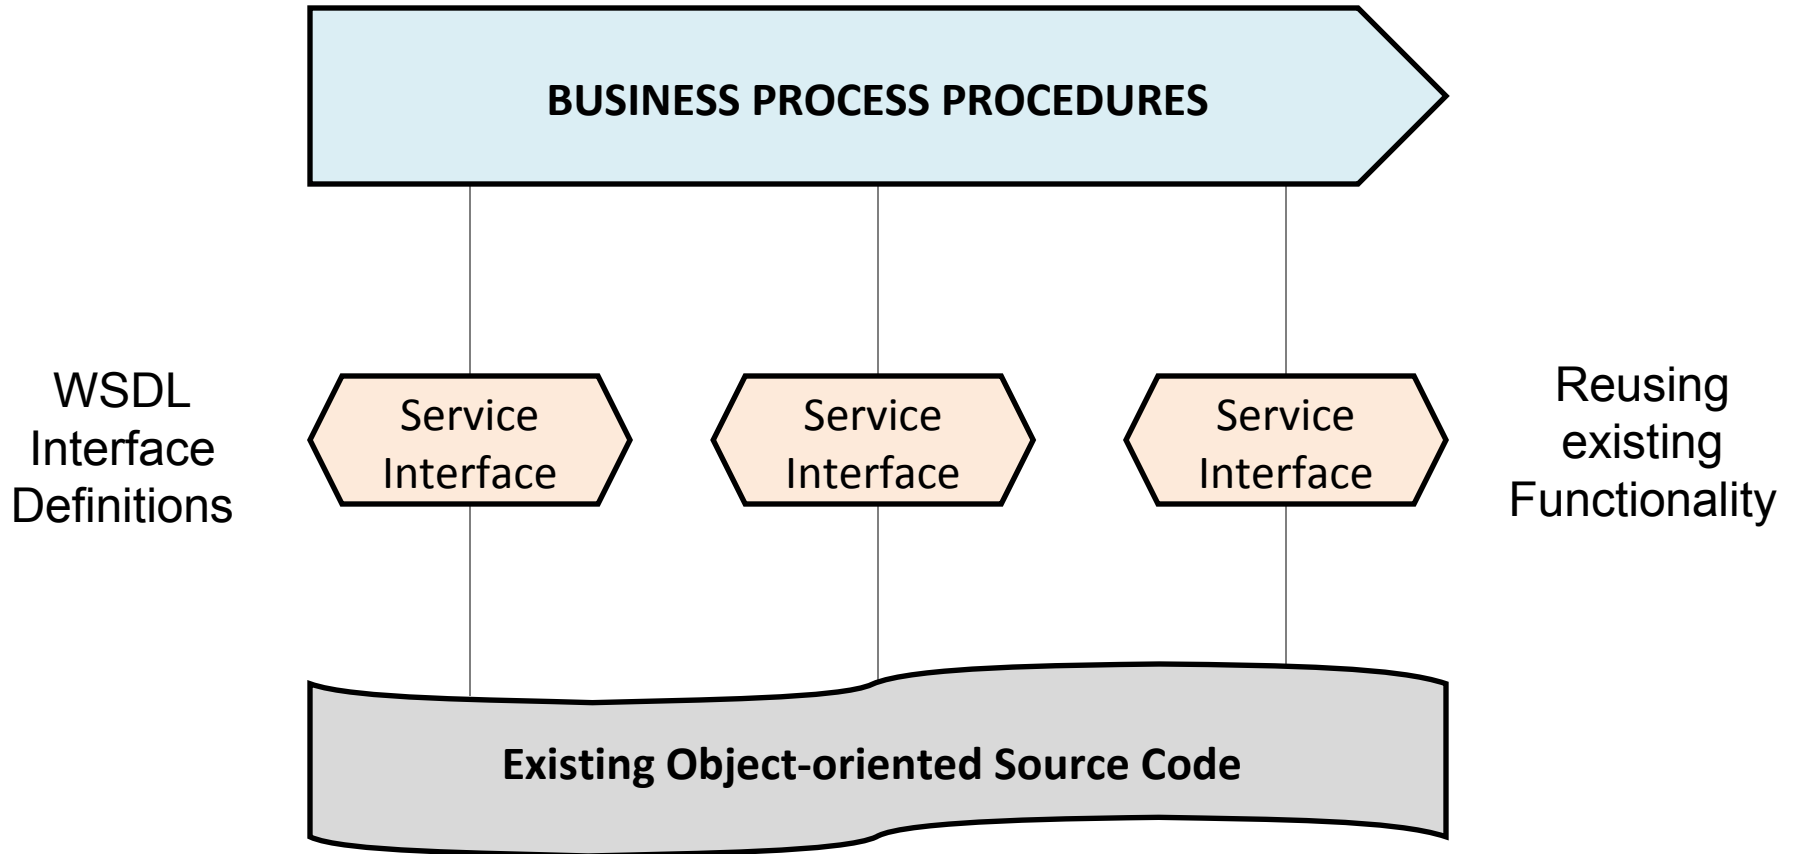 BUSINESS PROCESS PROCEDURES
WSDL
Interface
Definitions
Service
Interface
Service
Interface
Service
Interface
Reusing
existing
Functionality
Existing Object-oriented Source Code